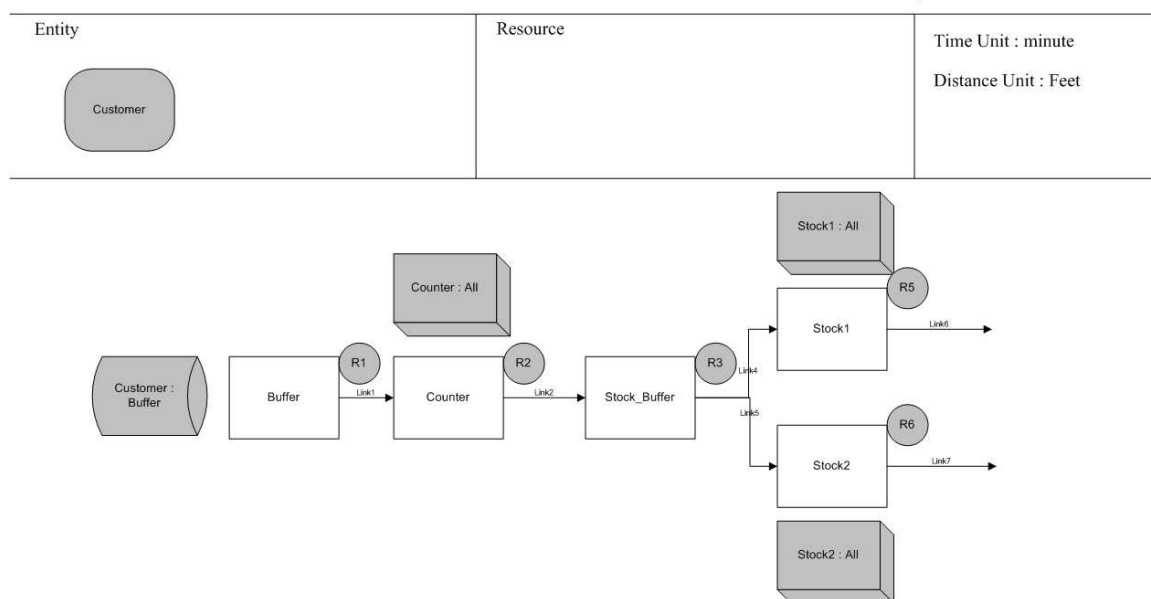 Entity
Resource
Time Unit : minute
Distance Unit : Feet
Customer
Stock1 : All
Counter : All
R5
Stock1
Link6
Customer :
Buffer
Buffer
R1
Link1
Counter
R2
Link2
Stock_Buffer
R3
Link4
Link5
R6
Stock2
Link7
Stock2 : All